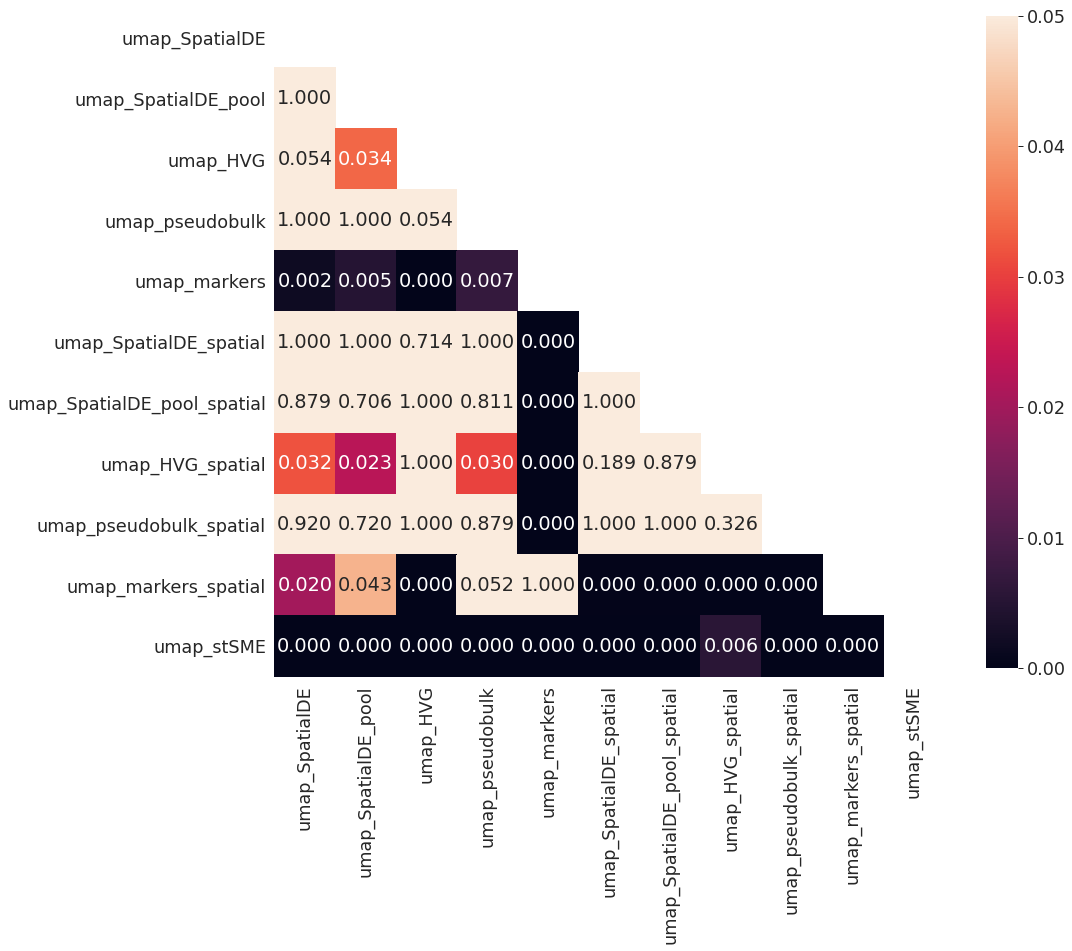 umap_SpatialDE
umap_SpatialDE_pool 1.000
umap_HVG 0.054 0.034
umap_pseudobulk 1.000 1.000 0.054
umap_markers 0.002 0.005 0.000 0.007
umap_SpatialDE_spatial 1.000 1.000 0.714 1.000 0.000
umap_SpatialDE_pool_spatial 0.879 0.706 1.000 0.811 0.000 1.000
umap_HVG_spatial 0.032 0.023 1.000 0.030 0.000 0.189 0.879
umap_pseudobulk_spatial 0.920 0.720 1.000 0.879 0.000 1.000 1.000 0.326
umap_markers_spatial 0.020 0.043 0.000 0.052 1.000 0.000 0.000 0.000 0.000
umap_stSME 0.000 0.000 0.000 0.000 0.000 0.000 0.000 0.006 0.000 0.000
umap_SpatialDE
umap_SpatialDE_pool
umap_HVG
umap_pseudobulk
umap_markers
umap_SpatialDE_spatial
umap_SpatialDE_pool_spatial
umap_HVG_spatial
umap_pseudobulk_spatial
umap_markers_spatial
umap_stSME
0.05
0.04
0.03
0.02
0.01
0.00